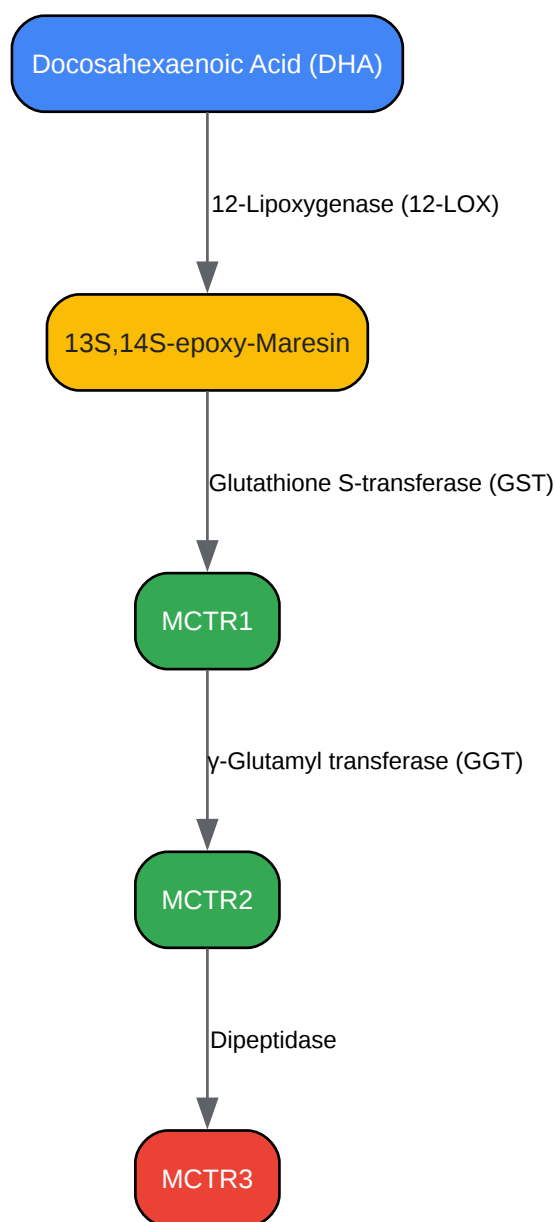 Docosahexaenoic Acid (DHA)
12-Lipoxygenase (12-LOX)
13S,14S-epoxy-Maresin
Glutathione S-transferase (GST)
MCTR1
γ-Glutamyl transferase (GGT)
MCTR2
Dipeptidase
MCTR3